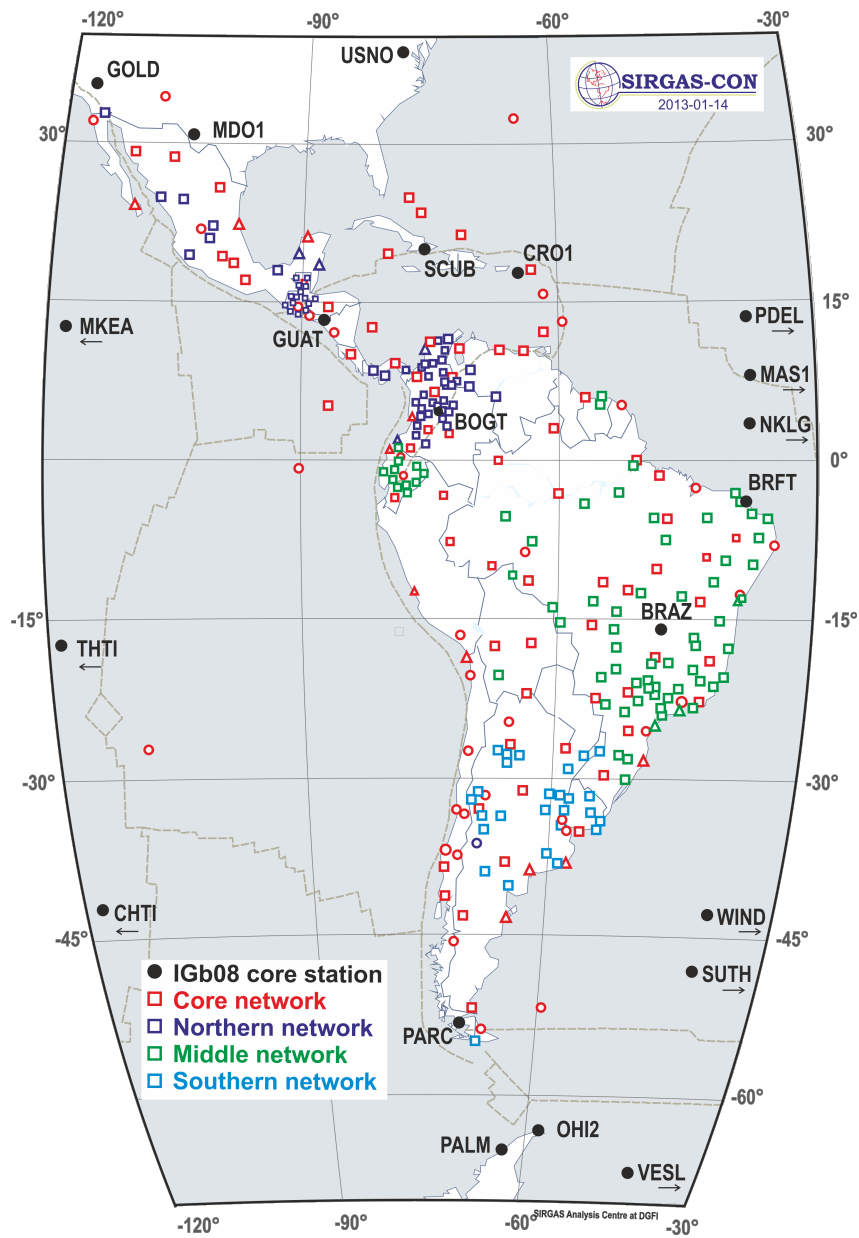 -120° -90° -60° -30°
USNO
GOLD
SIRGAS-CON
2013-01-14
MDO1
30° 30°
CRO1
SCUB
15° 15°
PDEL
MKEA
GUAT
MAS1
BOGT
NKLG
0° 0°
BRFT
BRAZ
-15° -15°
THTI
-30° -30°
CHTI
WIND
-45° -45°
IGb08 core station
SUTH
Core network
Northern network
PARC
Middle network
Southern network
-60°
OHI2
PALM
VESL
SIRGAS Analysis Centre at DGFI
-120° -90° -60° -30°